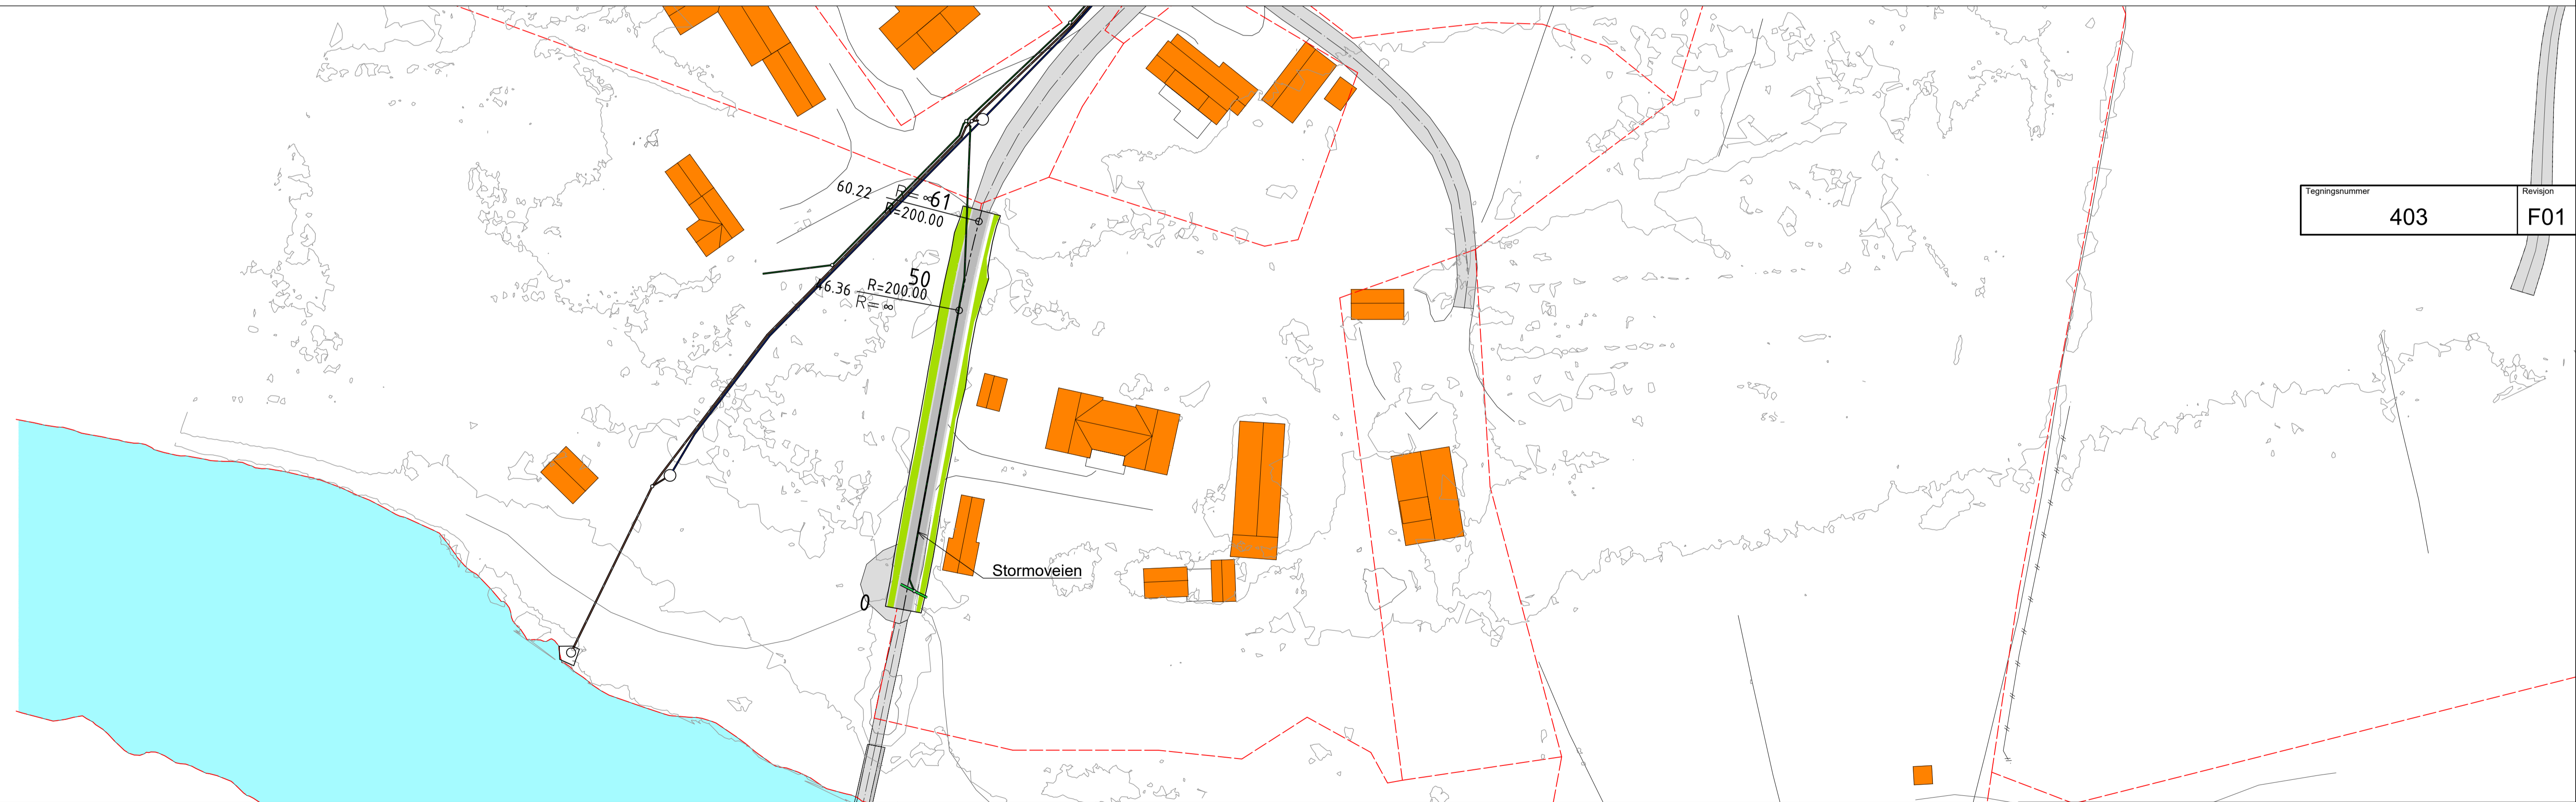 60.22
R= ∞
61
R=200.00
50
46.36
R=200.00
R= ∞
Stormoveien
0
Tegningsnummer
403
Revisjon
F01